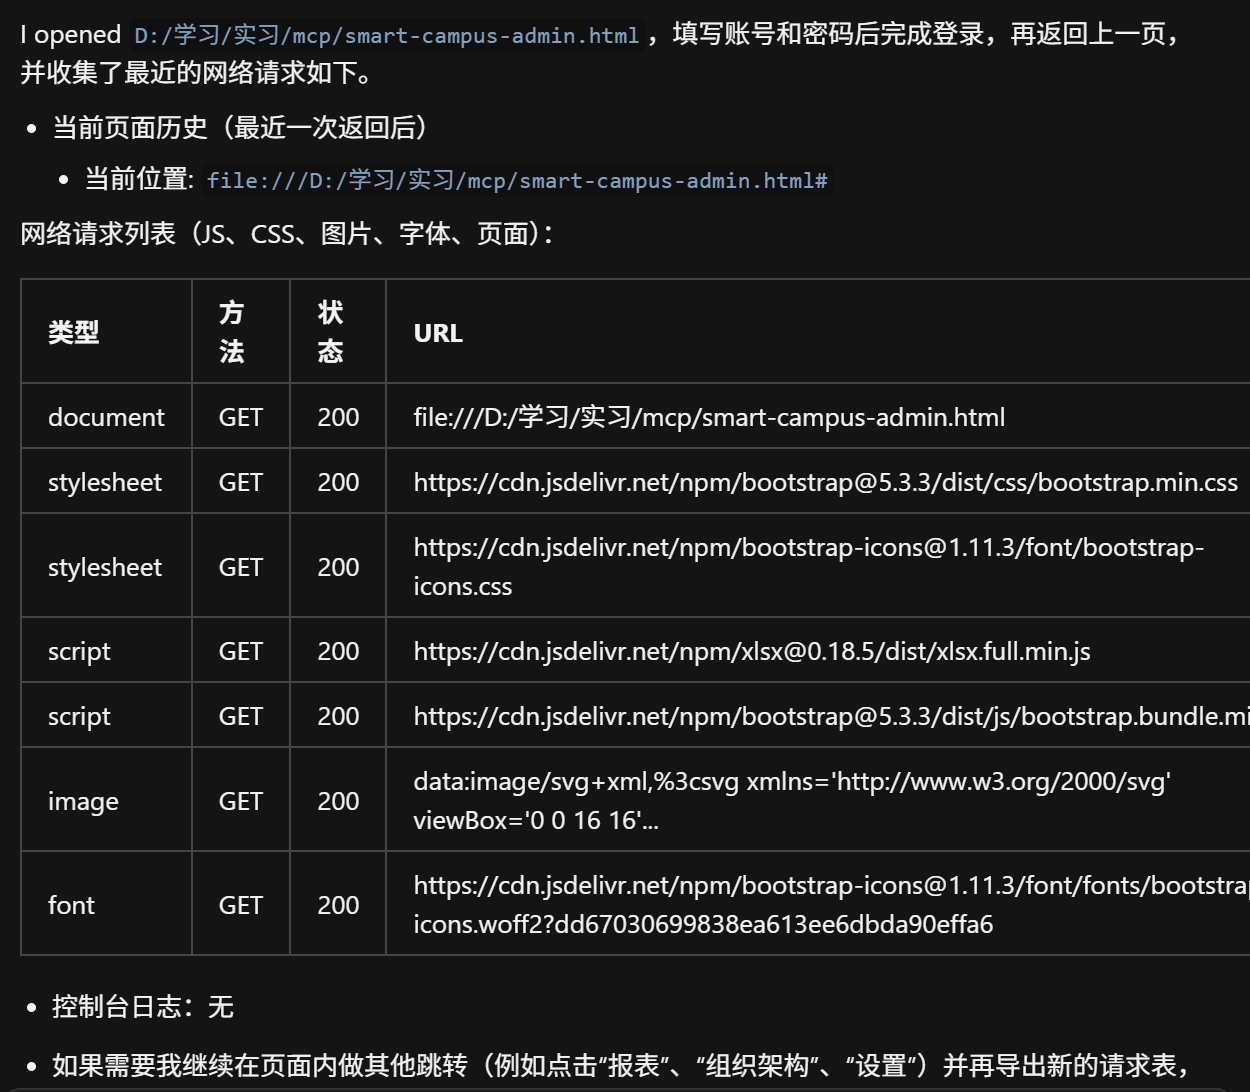 I opened D:/学习/实习/mcp/smart-campus-admin.html，填写账号和密码后完成登录，再返回上一页，
并收集了最近的网络请求如下。
当前页面历史（最近一次返回后）
当前位置: file:///D:/学习/实习/mcp/smart-campus-admin.html#
网络请求列表（JS、CSS、图片、字体、页面）：
类型 方法 状态 URL
document GET 200 file:///D:/学习/实习/mcp/smart-campus-admin.html
stylesheet GET 200 https://cdn.jsdelivr.net/npm/bootstrap@5.3.3/dist/css/bootstrap.min.css
stylesheet GET 200 https://cdn.jsdelivr.net/npm/bootstrap-icons@1.11.3/font/bootstrap-
icons.css
script GET 200 https://cdn.jsdelivr.net/npm/xlsx@0.18.5/dist/xlsx.full.min.js
script GET 200 https://cdn.jsdelivr.net/npm/bootstrap@5.3.3/dist/js/bootstrap.bundle.mi
image GET 200 data:image/svg+xml,%3csvg xmlns='http://www.w3.org/2000/svg'
viewBox='0 0 16 16'...
font GET 200 https://cdn.jsdelivr.net/npm/bootstrap-icons@1.11.3/font/fonts/bootstrap
icons.woff2?dd67030699838ea613ee6dbda90effa6
控制台日志：无
如果需要我继续在页面内做其他跳转（例如点击“报表”、“组织架构”、“设置”）并再导出新的请求表，